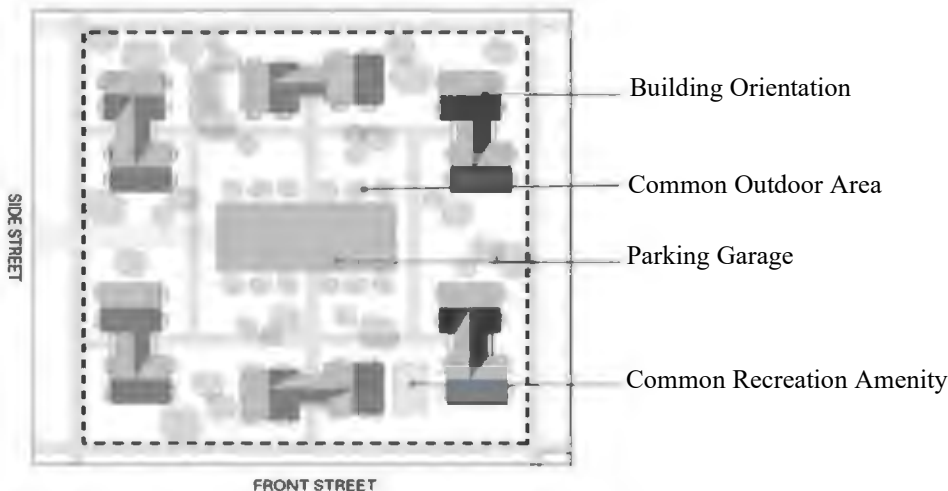 Building Orientation
Common Outdoor Area
SIDE STREET
Parking Garage
Common Recreation Amenity
FRONT STREET